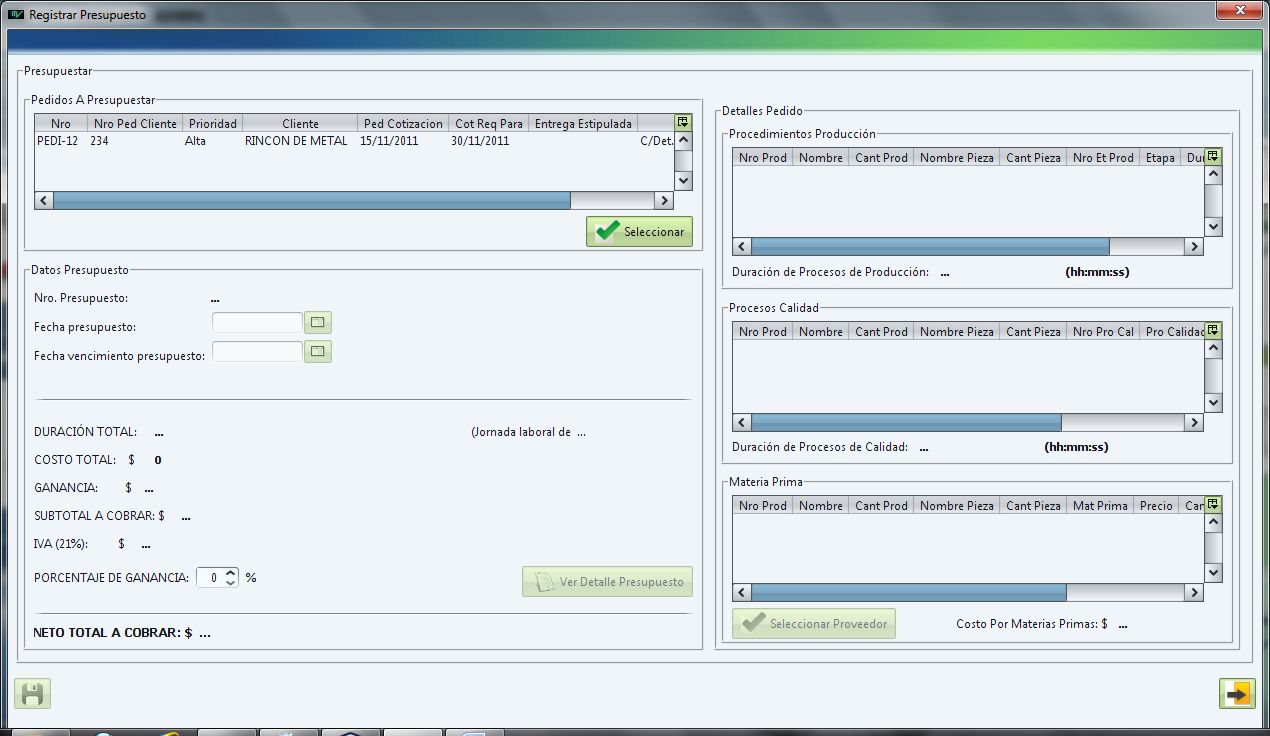 Registrar Presupuesto
Presupuestar
Pedidos A Presupuestar
Nro Nro Ped Cliente Prioridad Cliente Ped Cotizacion Cot Req Para Entrega Estipulada
PEDI-12 234 Alta RINCON DE METAL 15/11/2011 30/11/2011 C/Det.
Seleccionar
Datos Presupuesto
Nro. Presupuesto: ...
Fecha presupuesto:
Fecha vencimiento presupuesto:
DURACIÓN TOTAL: ... (Jornada laboral de ...
COSTO TOTAL: $ 0
GANANCIA: $ ...
SUBTOTAL A COBRAR: $ ...
IVA (21%): $ ...
PORCENTAJE DE GANANCIA: 0 %
Ver Detalle Presupuesto
NETO TOTAL A COBRAR: $ ...
Detalles Pedido
Procedimientos Producción
Nro Prod Nombre Cant Prod Nombre Pieza Cant Pieza Nro Et Prod Etapa Dur
Duración de Procesos de Producción: ... (hh:mm:ss)
Procesos Calidad
Nro Prod Nombre Cant Prod Nombre Pieza Cant Pieza Nro Pro Cal Pro Calidad
Duración de Procesos de Calidad: ... (hh:mm:ss)
Materia Prima
Nro Prod Nombre Cant Prod Nombre Pieza Cant Pieza Mat Prima Precio Can
Seleccionar Proveedor
Costo Por Materias Primas: $ ...